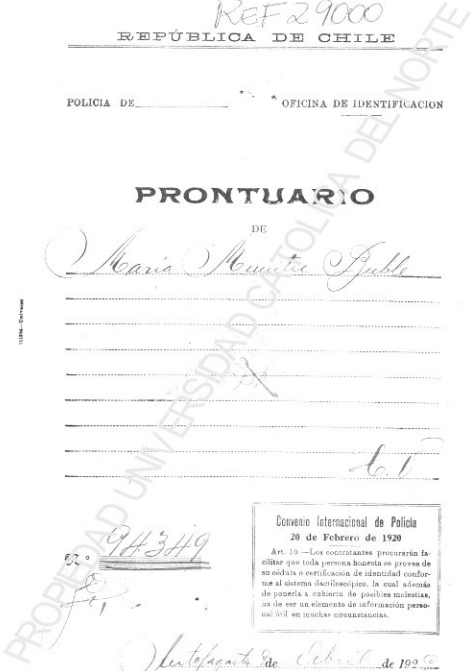 REF 29000
REPÚBLICA DE CHILE
POLICIA DE OFICINA DE IDENTIFICACION
PRONTUARIO
DE
María
N.º 94349
Convenio Internacional de Policía
20 de Febrero de 1920
Art. 10.—Los contratantes procurarán fa-
cilitar que toda persona honesta se provea de
su cédula o certificación de identidad confor-
me al sistema dactiloscópico, la cual además
de ponerla a cubierto de posibles molestias,
ha de ser un elemento de información perso-
nal útil en muchas circunstancias.
Antofagasta, de de 192
PROPIEDAD UNIVERSIDAD CATOLICA DEL NORTE